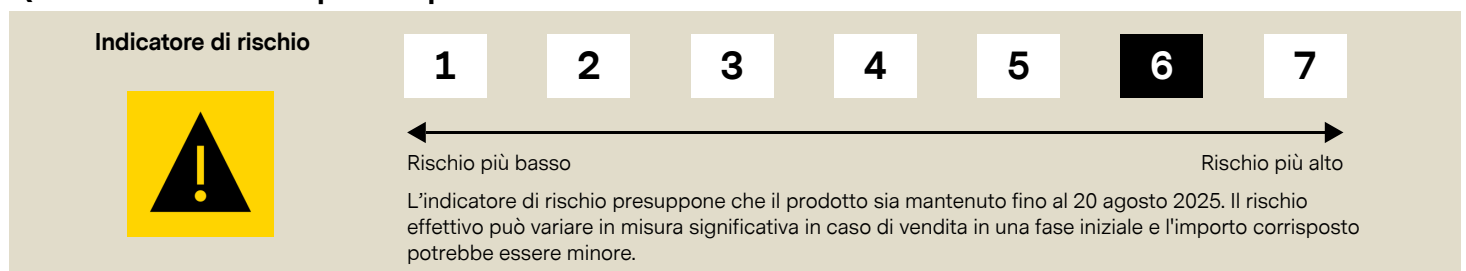 Indicatore di rischio
1 2 3 4 5 6 7
Rischio più basso Rischio più alto
L'indicatore di rischio presuppone che il prodotto sia mantenuto fino al 20 agosto 2025. Il rischio
effettivo può variare in misura significativa in caso di vendita in una fase iniziale e l'importo corrisposto
potrebbe essere minore.